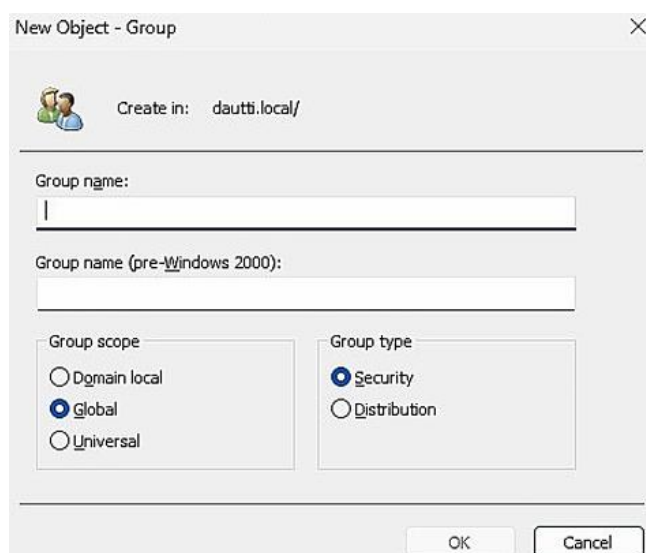 New Object - Group
Create in: dautti.local/
Group name:
Group name (pre-Windows 2000):
Group scope
Domain local
Global
Universal
Group type
Security
Distribution
OK
Cancel